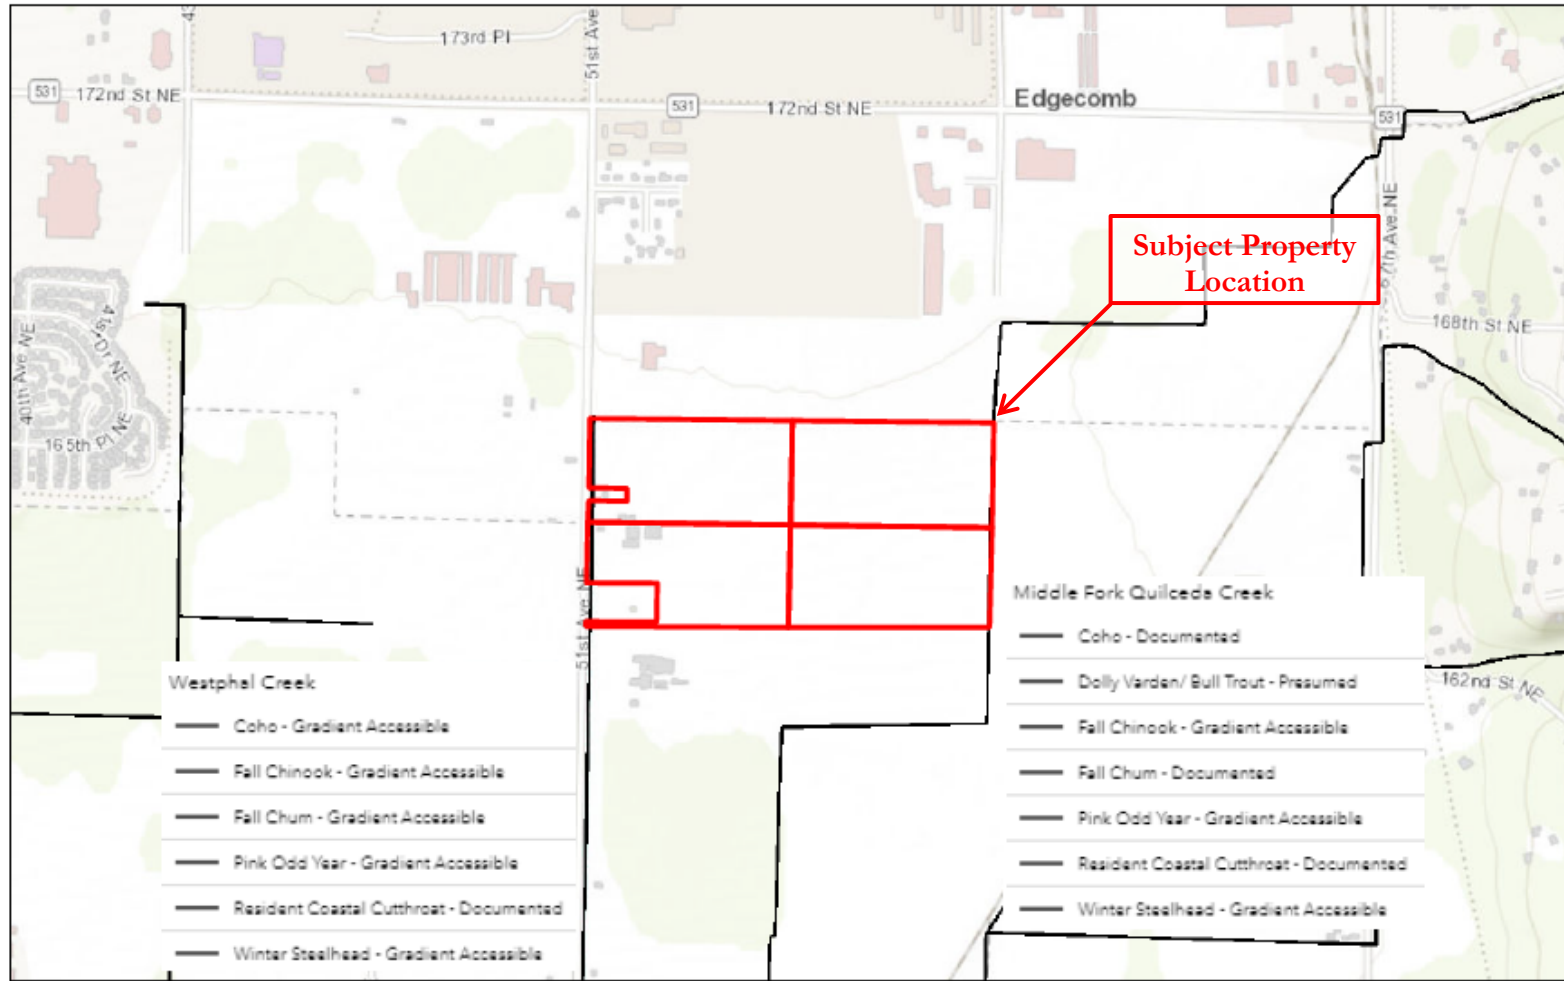 43
173rd Pl
51st Ave
531
172nd St NE
531
172nd St NE
Edgecomb
531
67th Ave NE
Subject Property
Location
168th St NE
41st Dr NE
40th Ave NE
165th Pl NE
51st Ave NE
162nd St NE
Westphal Creek
Coho - Gradient Accessible
Fall Chinook - Gradient Accessible
Fall Chum - Gradient Accessible
Pink Odd Year - Gradient Accessible
Resident Coastal Cutthroat - Documented
Winter Steelhead - Gradient Accessible
Middle Fork Quilceda Creek
Coho - Documented
Dolly Varden/ Bull Trout - Presumed
Fall Chinook - Gradient Accessible
Fall Chum - Documented
Pink Odd Year - Gradient Accessible
Resident Coastal Cutthroat - Documented
Winter Steelhead - Gradient Accessible